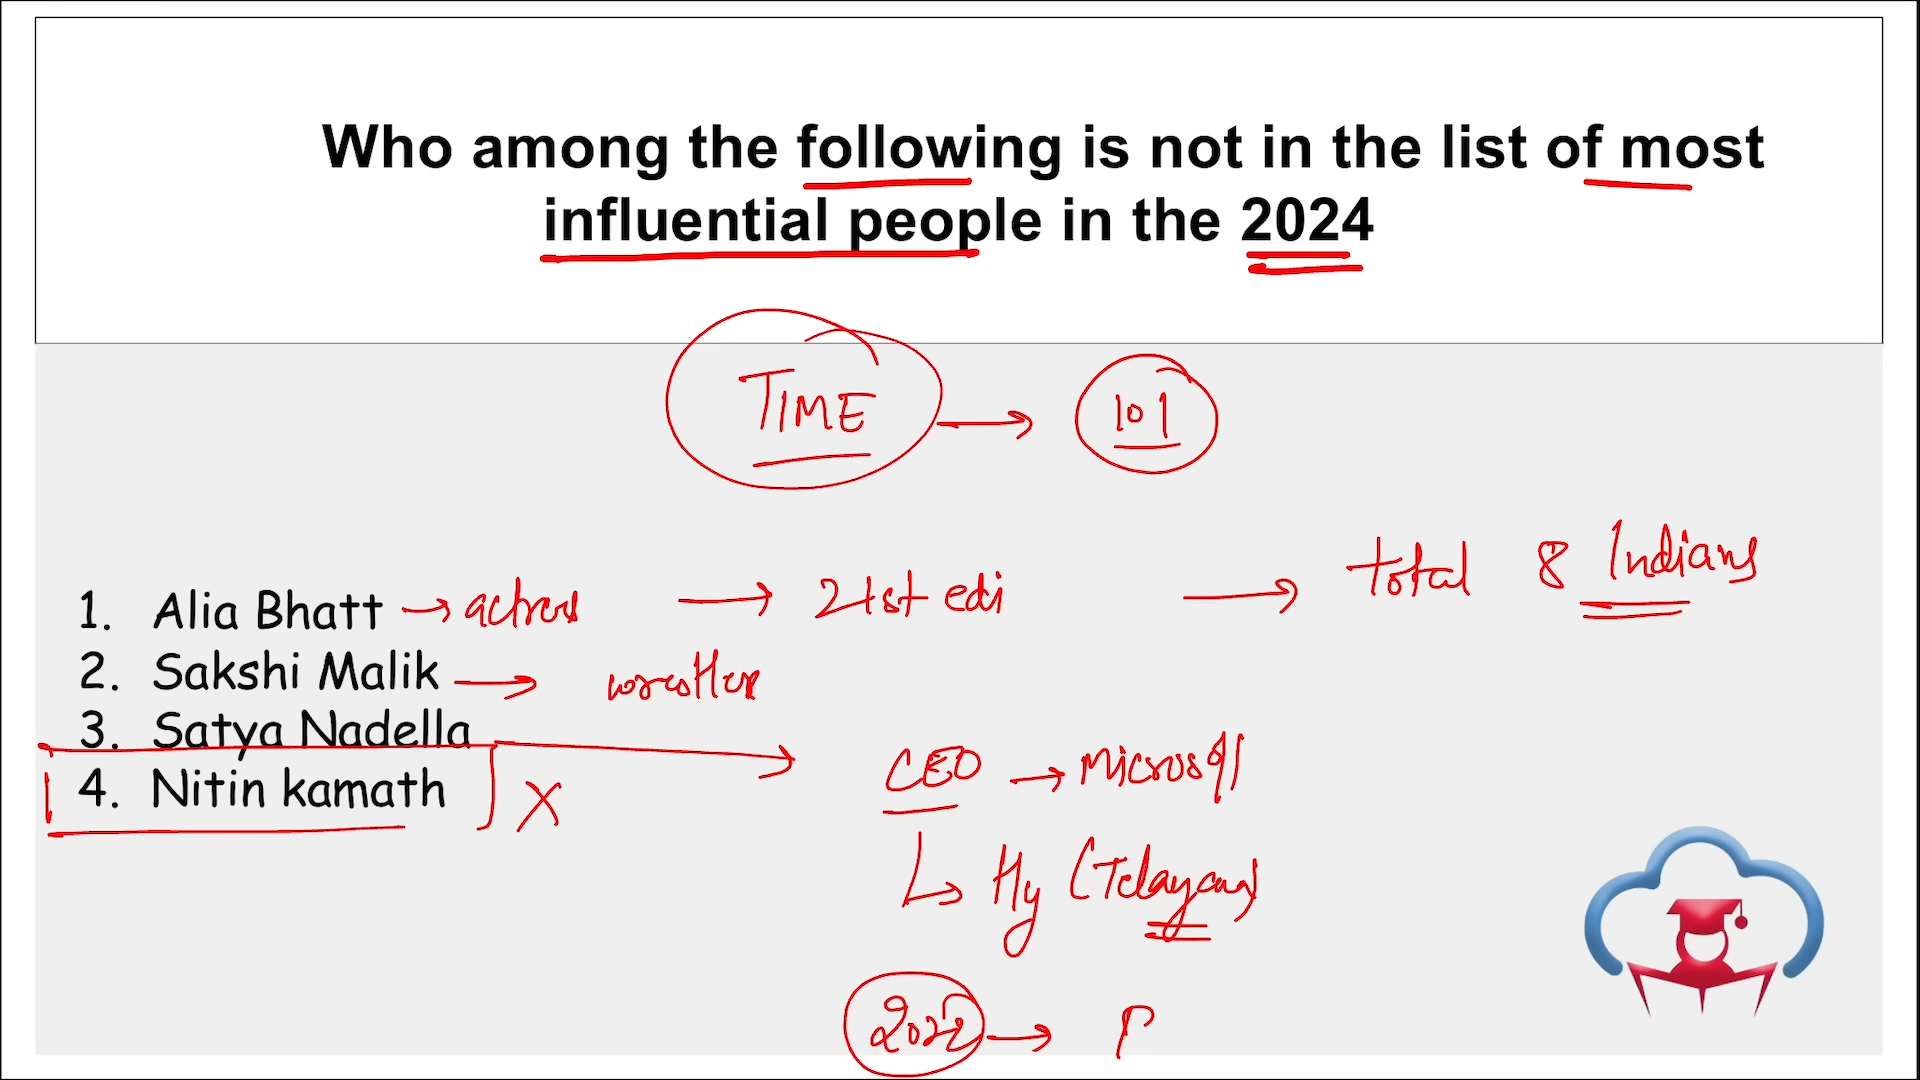 Who among the following is not in the list of most
influential people in the 2024
TIME → 101
1. Alia Bhatt → actress → 21st edi → total 8 Indians
2. Sakshi Malik → wrestler
3. Satya Nadella → CEO → Microsoft
4. Nitin kamath X
↳ Hy (Telangana)
→ P